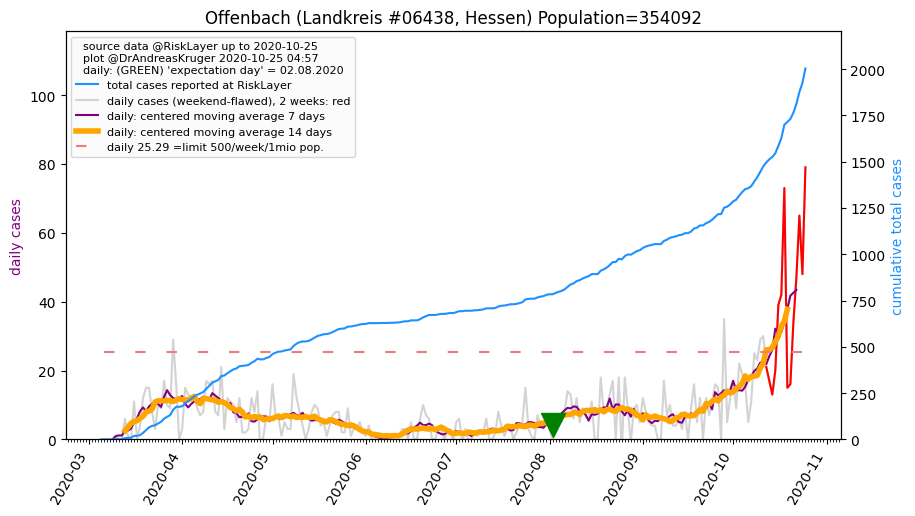 Offenbach (Landkreis #06438, Hessen) Population=354092
source data @RiskLayer up to 2020-10-25
plot @DrAndreasKruger 2020-10-25 04:57
daily: (GREEN) 'expectation day' = 02.08.2020
total cases reported at RiskLayer
daily cases (weekend-flawed), 2 weeks: red
daily: centered moving average 7 days
daily: centered moving average 14 days
daily 25.29 =limit 500/week/1mio pop.
daily cases
100
80
60
40
20
0
cumulative total cases
2000
1750
1500
1250
1000
750
500
250
0
2020-03
2020-04
2020-05
2020-06
2020-07
2020-08
2020-09
2020-10
2020-11